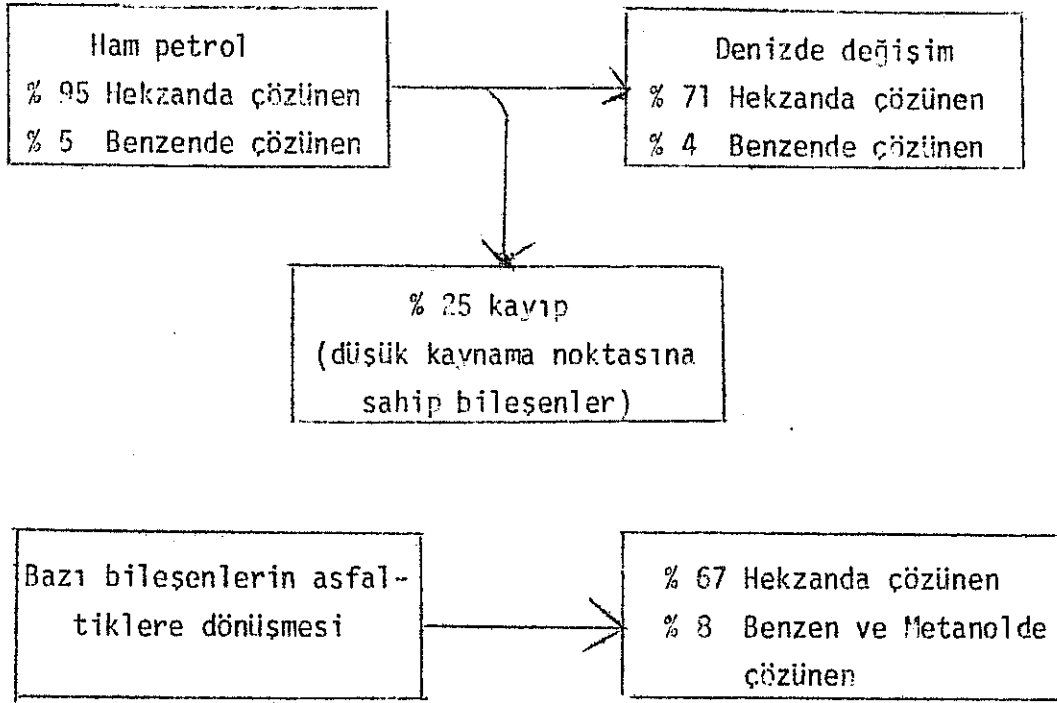 Ham petrol
% 95 Hekzanda çözünen
% 5 Benzende çözünen
Denizde değişim
% 71 Hekzanda çözünen
% 4 Benzende çözünen
% 25 kayıp
(düşük kaynama noktasına
sahip bileşenler)
Bazı bileşenlerin asfal-
tiklere dönüşmesi
% 67 Hekzanda çözünen
% 8 Benzen ve Metanolde
çözünen